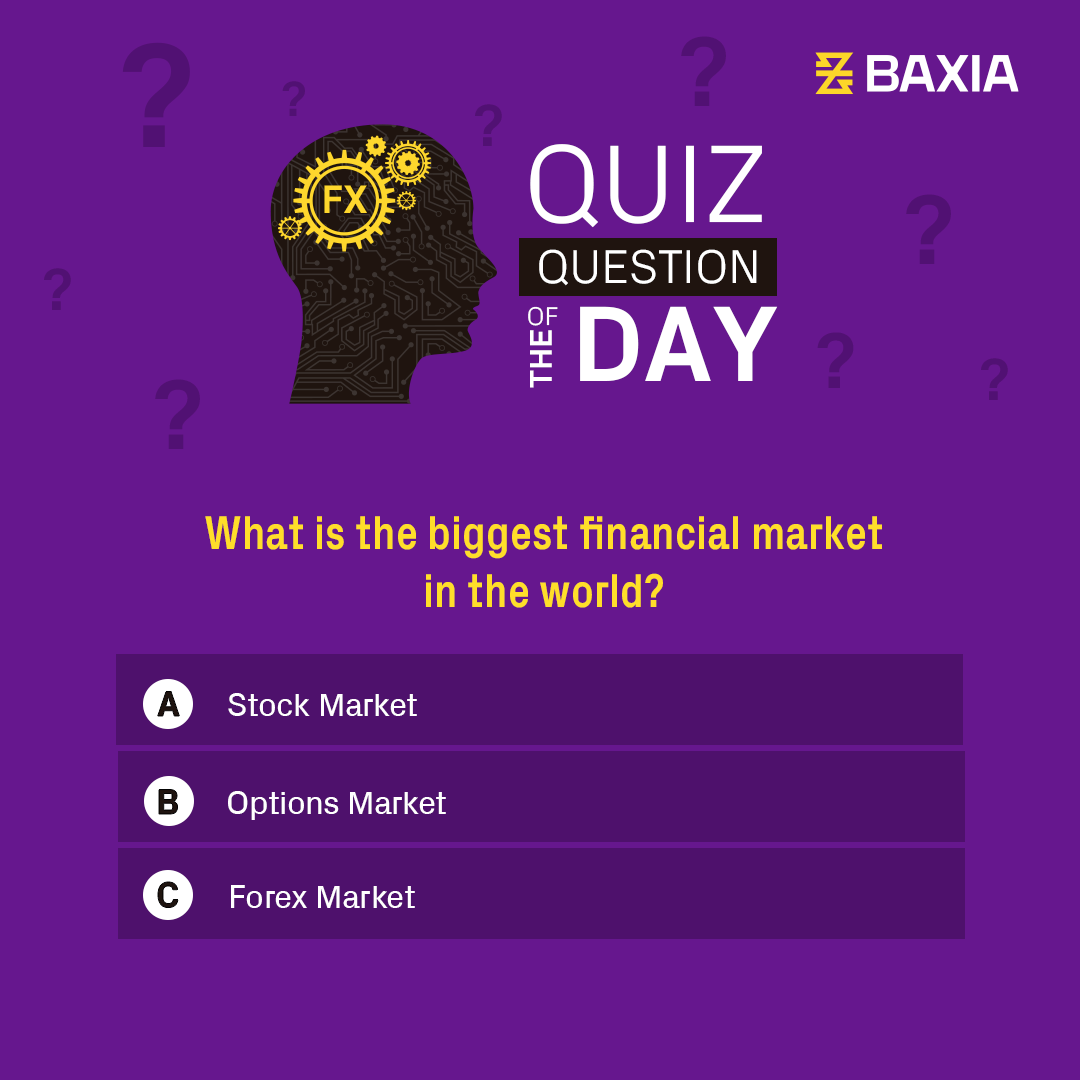 BAXIA
FX
QUIZ
QUESTION
OF THE DAY
What is the biggest financial market
in the world?
A Stock Market
B Options Market
C Forex Market